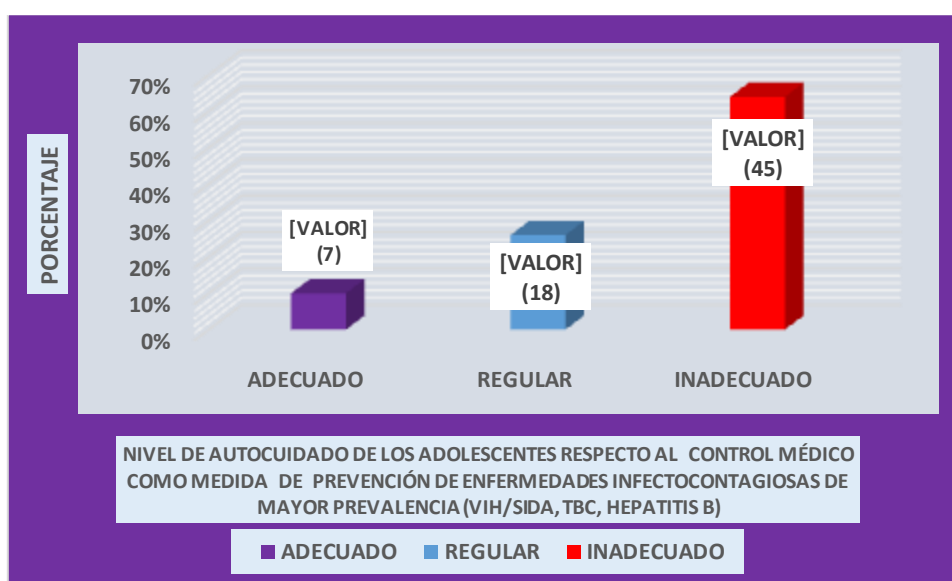 70%
60%
50%
40%
30%
20%
10%
0%
PORCENTAJE
[VALOR]
(7)
[VALOR]
(18)
[VALOR]
(45)
ADECUADO
REGULAR
INADECUADO
NIVEL DE AUTOCUIDADO DE LOS ADOLESCENTES RESPECTO AL CONTROL MÉDICO
COMO MEDIDA DE PREVENCIÓN DE ENFERMEDADES INFECTOCONTAGIOSAS DE
MAYOR PREVALENCIA (VIH/SIDA, TBC, HEPATITIS B)
ADECUADO REGULAR INADECUADO